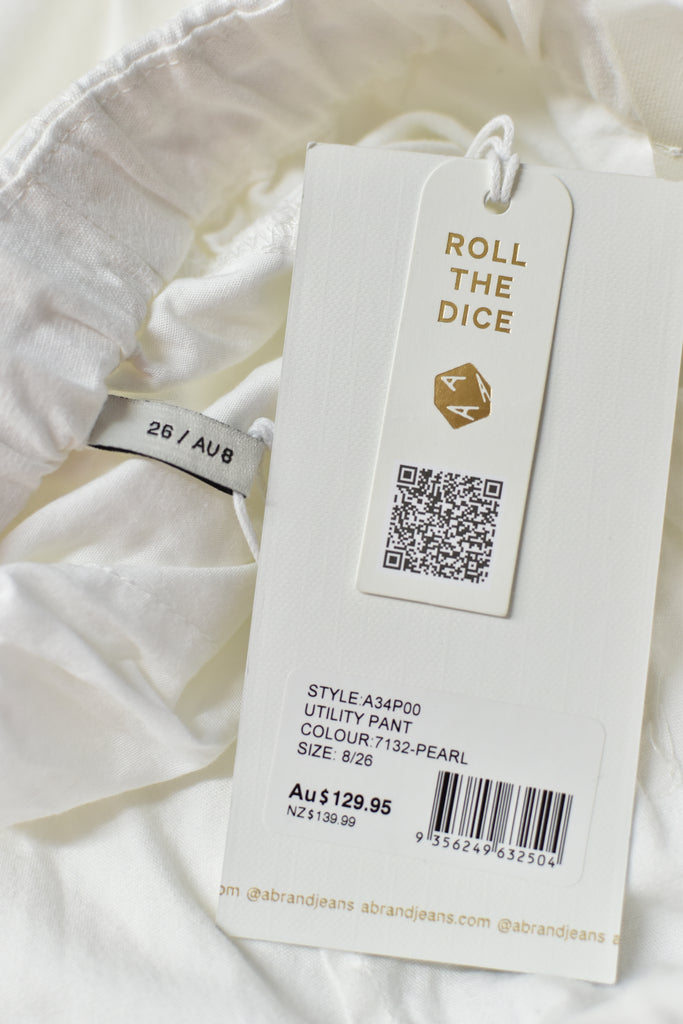 ROLL
THE
DICE
A A A
26 / AU8
STYLE:A34P00
UTILITY PANT
COLOUR:7132-PEARL
SIZE: 8/26
Au$129.95
NZ$139.99
9 356249 632504
om @abrandjeans abrandjeans.com @abrandjeans a